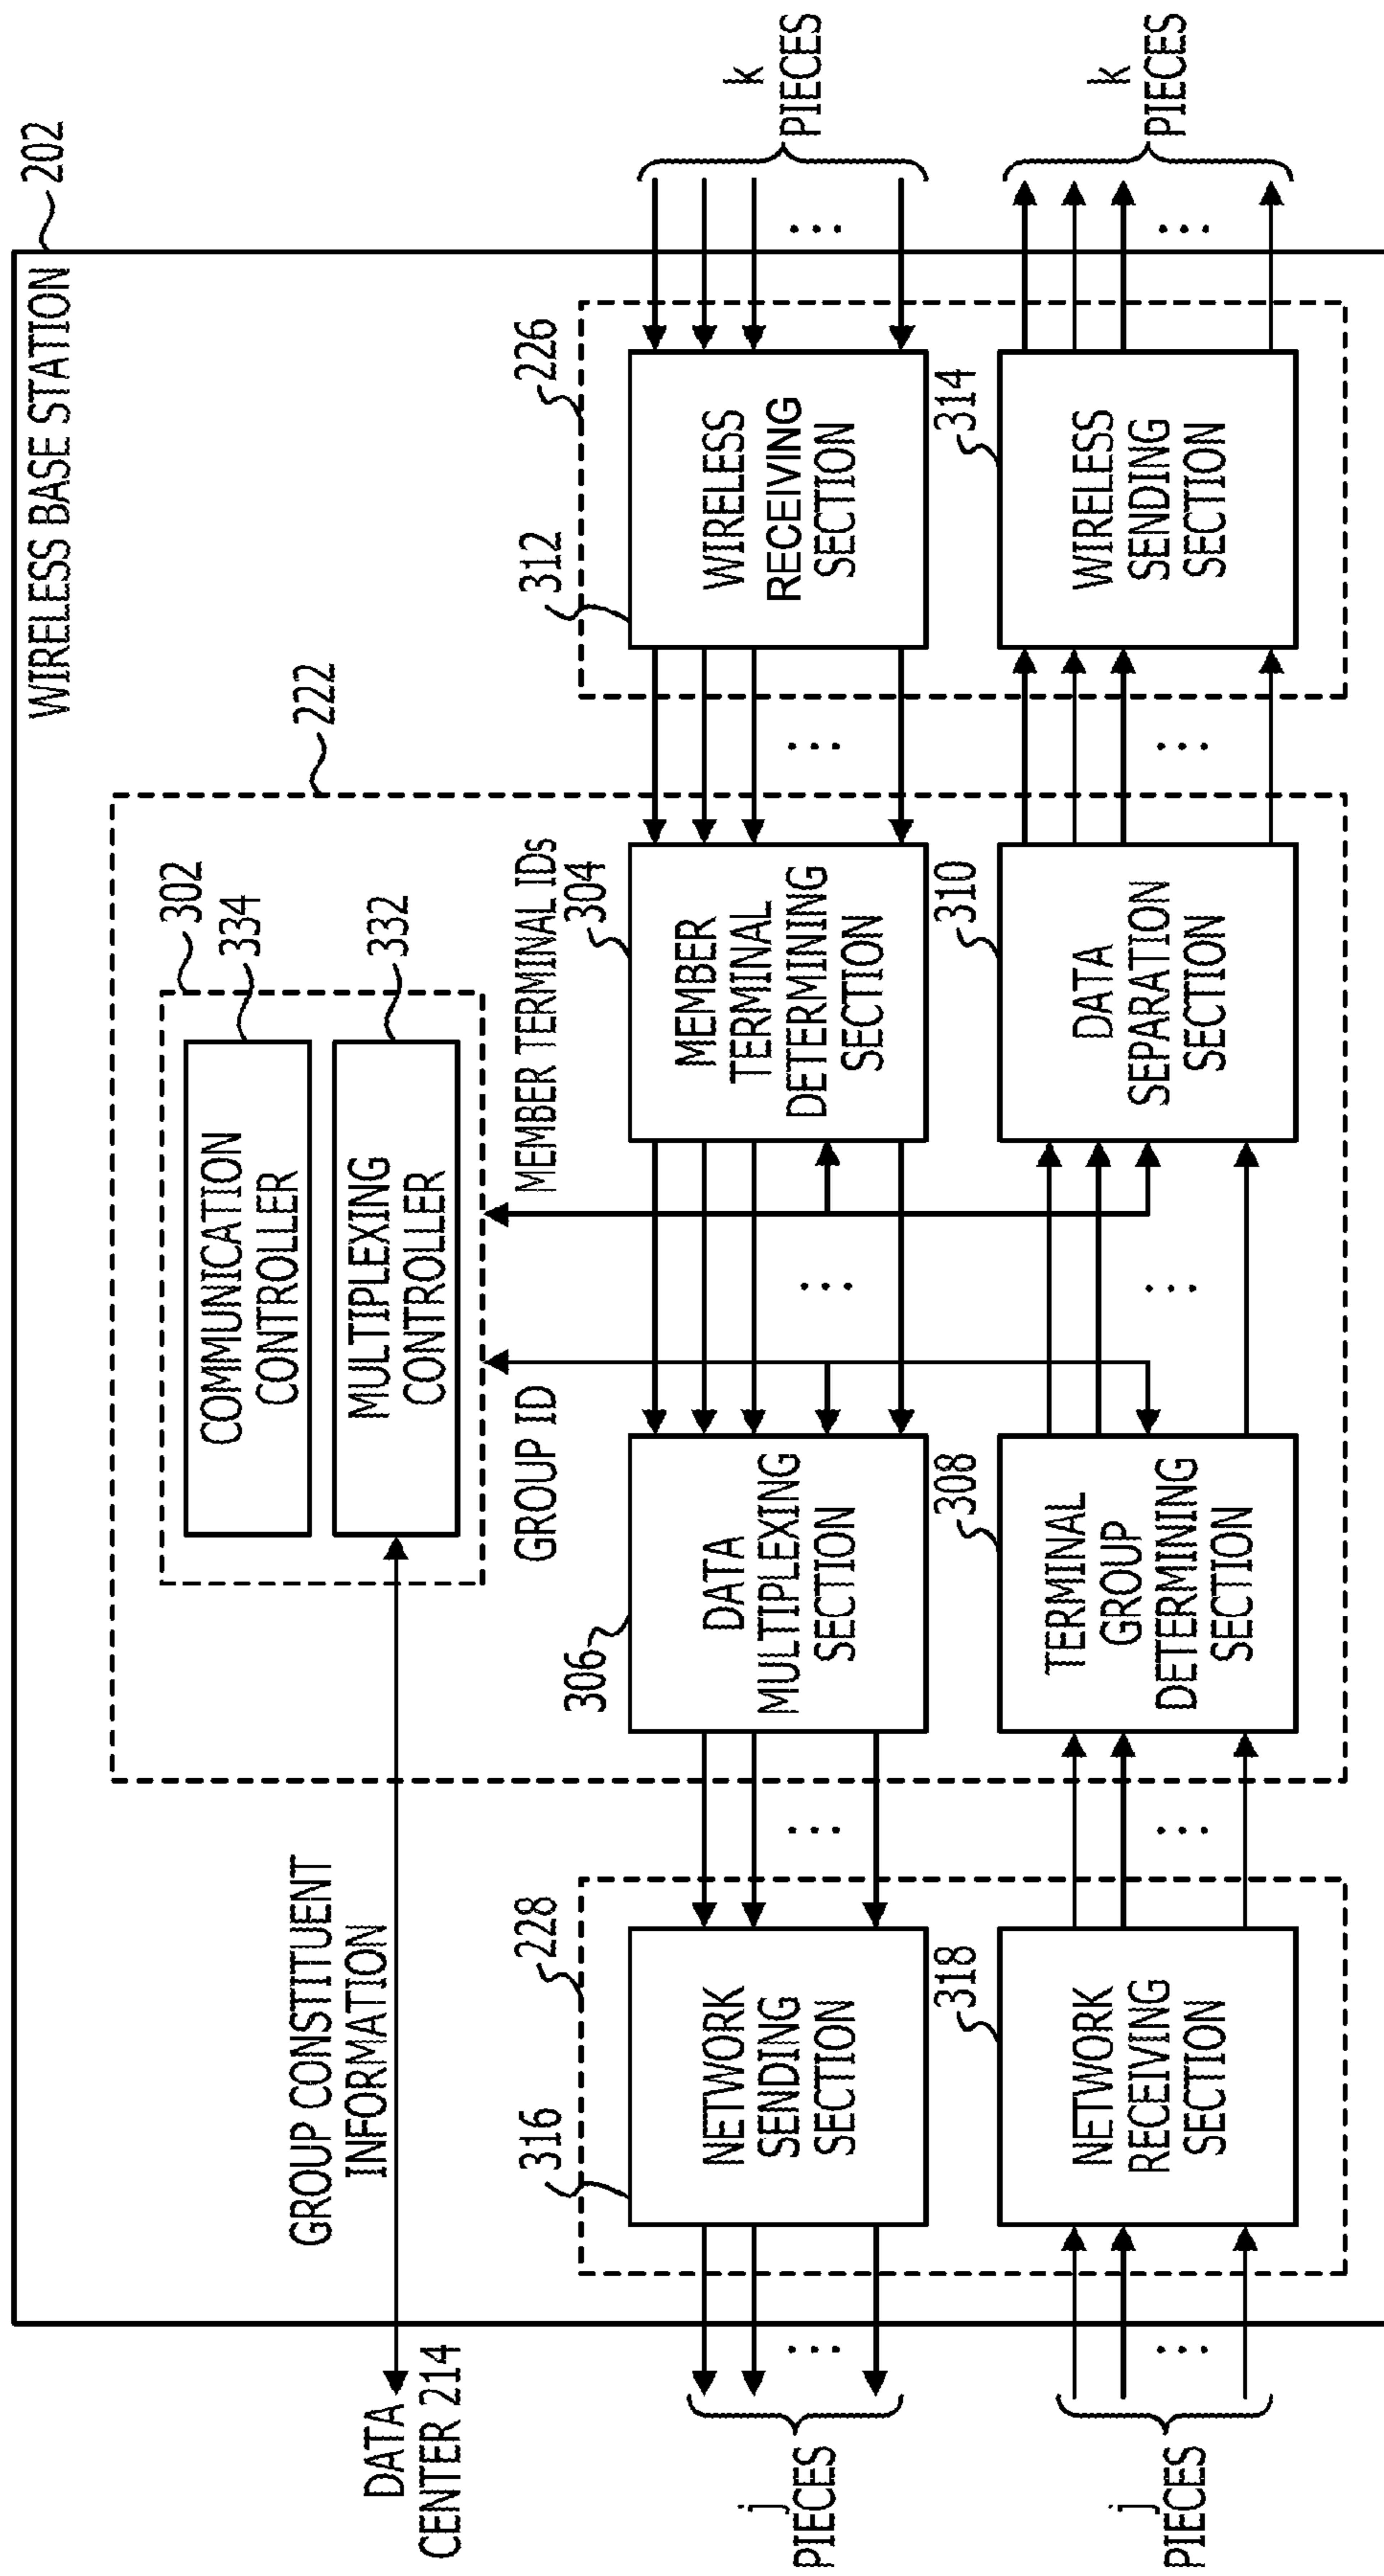 WIRELESS BASE STATION
202
222
302
334
332
COMMUNICATION
CONTROLLER
MULTIPLEXING
CONTROLLER
GROUP CONSTITUENT
INFORMATION
DATA
CENTER 214
GROUP ID
MEMBER TERMINAL IDs
228
316
NETWORK
SENDING
SECTION
306
DATA
MULTIPLEXING
SECTION
304
MEMBER
TERMINAL
DETERMINING
SECTION
226
312
WIRELESS
RECEIVING
SECTION
j
PIECES
k
PIECES
318
NETWORK
RECEIVING
SECTION
308
TERMINAL
GROUP
DETERMINING
SECTION
310
DATA
SEPARATION
SECTION
314
WIRELESS
SENDING
SECTION
j
PIECES
k
PIECES